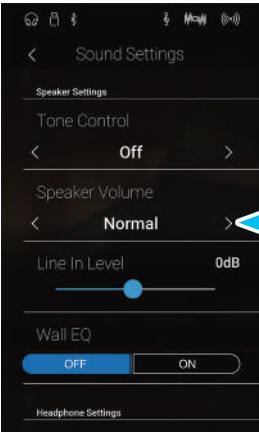 Sound Settings
Speaker Settings
Tone Control
Off
Speaker Volume
Normal
Line In Level 0dB
Wall EQ
OFF ON
Headphone Settings